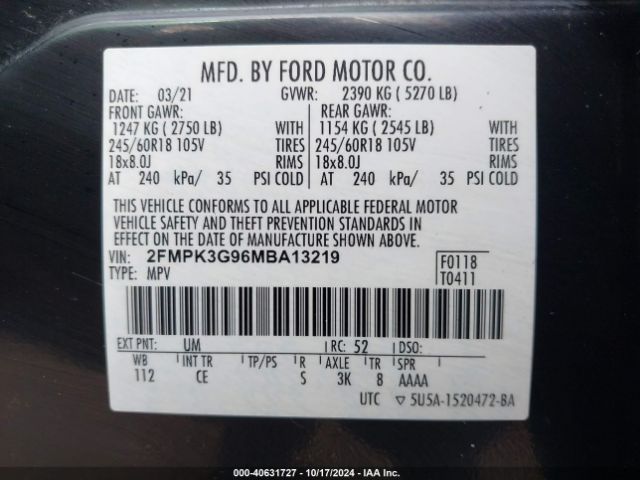 MFD. BY FORD MOTOR CO.
DATE: 03/21 GVWR: 2390 KG ( 5270 LB)
FRONT GAWR: REAR GAWR:
1247 KG ( 2750 LB) WITH 1154 KG ( 2545 LB) WITH
245/60R18 105V TIRES 245/60R18 105V TIRES
18x8.0J RIMS 18x8.0J RIMS
AT 240 kPa/ 35 PSI COLD AT 240 kPa/ 35 PSI COLD
THIS VEHICLE CONFORMS TO ALL APPLICABLE FEDERAL MOTOR
VEHICLE SAFETY AND THEFT PREVENTION STANDARDS IN
EFFECT ON THE DATE OF MANUFACTURE SHOWN ABOVE.
VIN: 2FMPK3G96MBA13219 F0118
TYPE: MPV T0411
EXT PNT: UM RC: 52 DSO:
WB INT TR TP/PS R AXLE TR SPR
112 CE S 3K 8 AAAA
UTC ▽ 5U5A-1520472-BA
000-40631727 - 10/17/2024 - IAA Inc.